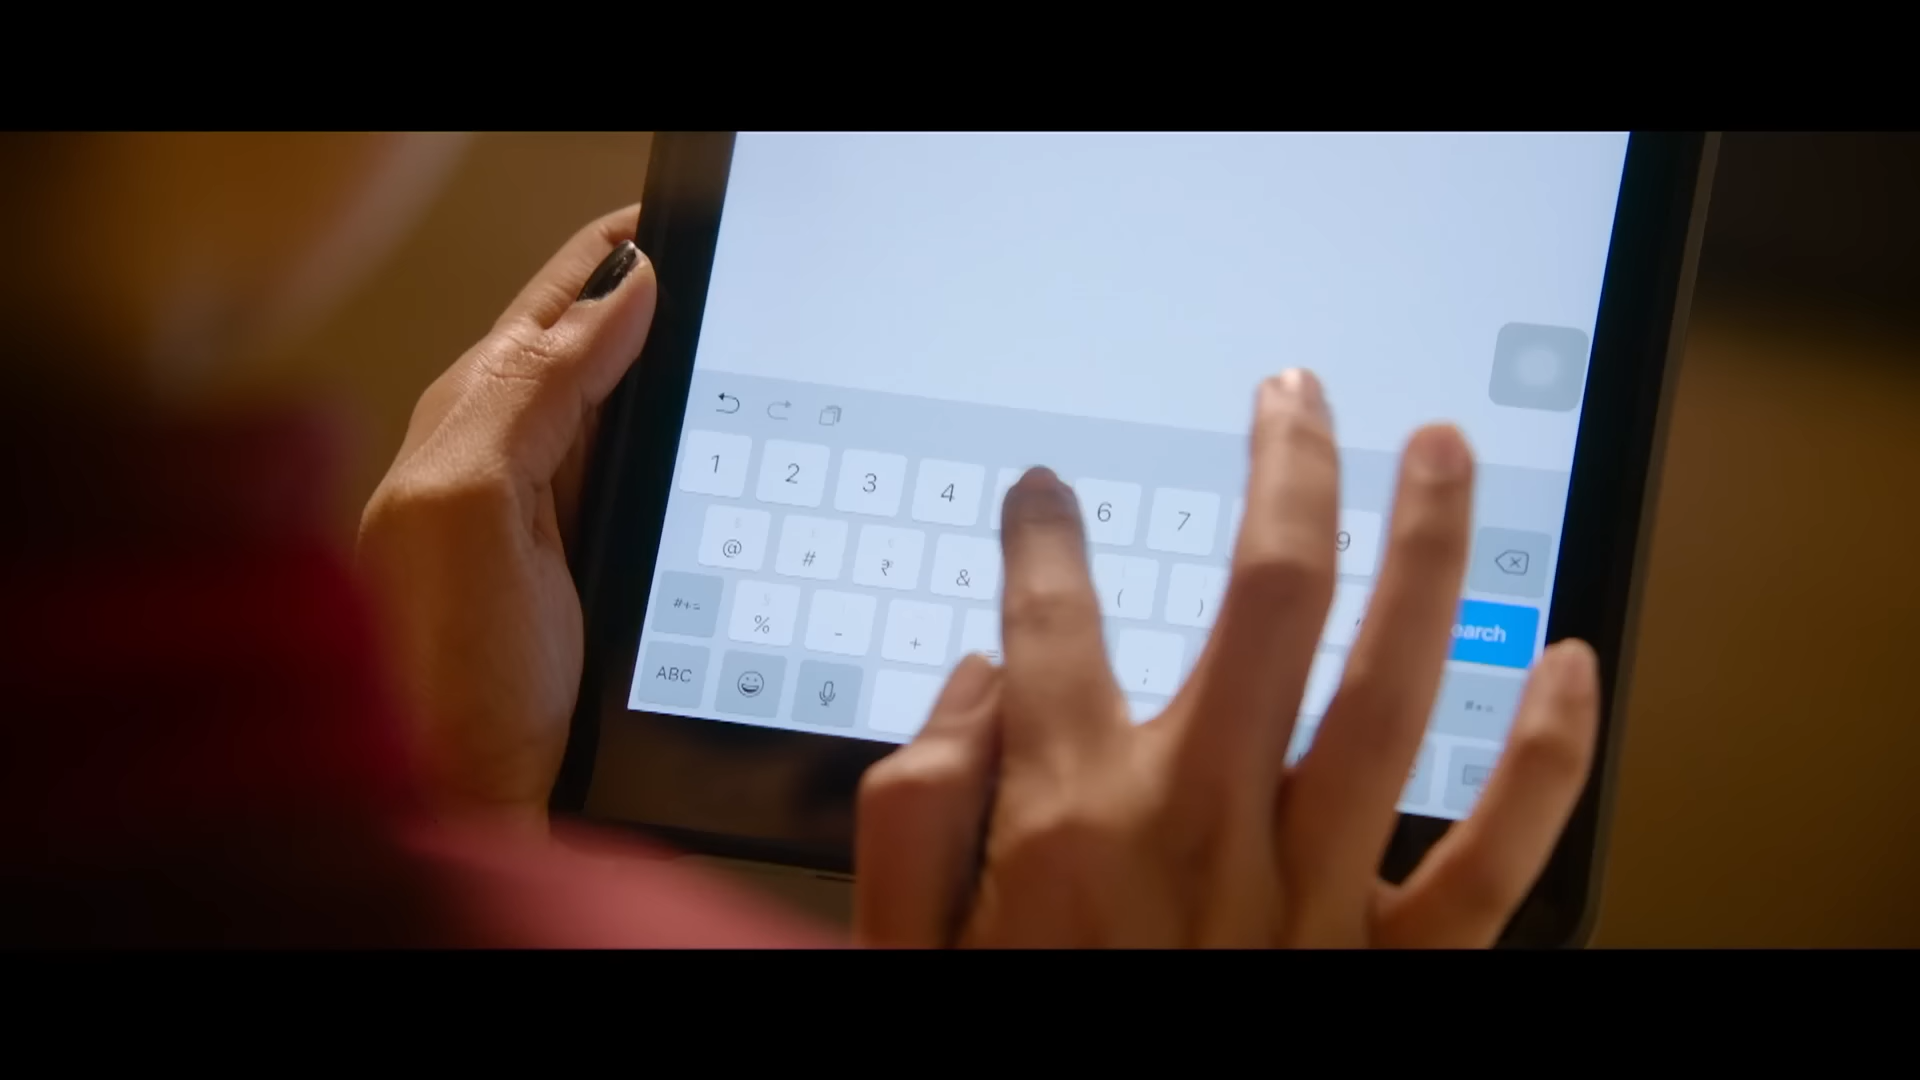 1 2 3 4 6 7 9
@ # ₹ & ( )
#+= % - + = ; ' earch
ABC #+=